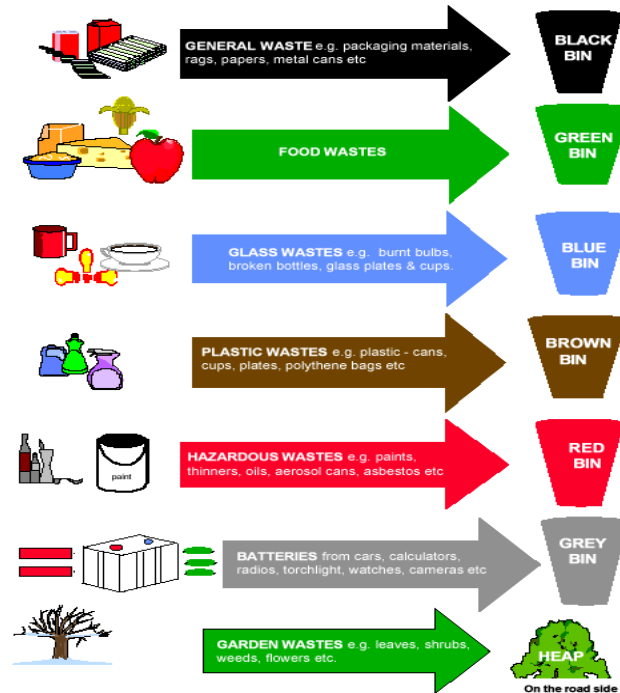 GENERAL WASTE e.g. packaging materials,
rags, papers, metal cans etc
BLACK
BIN
FOOD WASTES
GREEN
BIN
GLASS WASTES e.g. burnt bulbs,
broken bottles, glass plates & cups.
BLUE
BIN
PLASTIC WASTES e.g. plastic - cans,
cups, plates, polythene bags etc
BROWN
BIN
paint
HAZARDOUS WASTES e.g. paints,
thinners, oils, aerosol cans, asbestos etc
RED
BIN
BATTERIES from cars, calculators,
radios, torchlight, watches, cameras etc
GREY
BIN
GARDEN WASTES e.g. leaves, shrubs,
weeds, flowers etc.
HEAP
On the road side